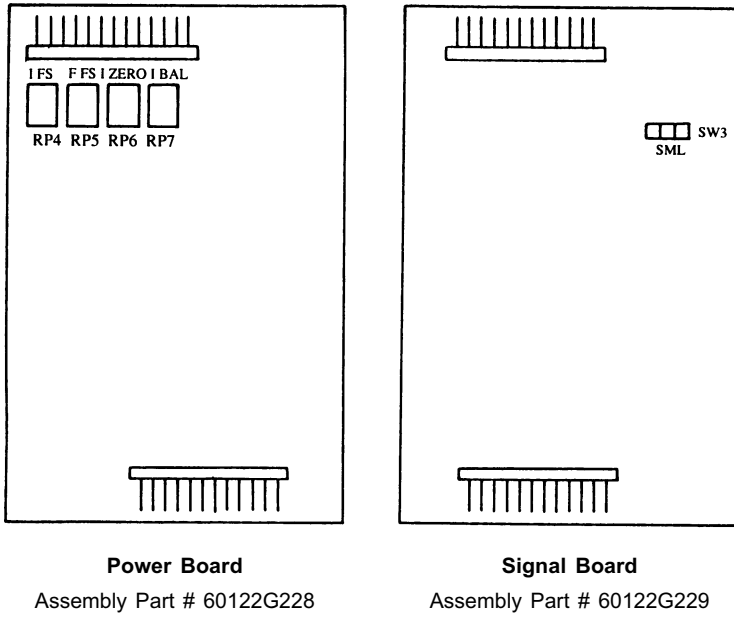 I FS F FS I ZERO I BAL
RP4 RP5 RP6 RP7
SW3
SML
Power Board
Assembly Part # 60122G228
Signal Board
Assembly Part # 60122G229